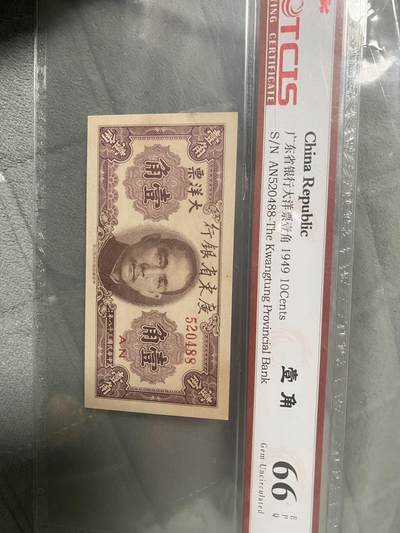 TCIS
ING CERTIFICATE
China Republic
广东省银行大洋票壹角 1949 10Cents
S/N AN520488-The Kwangtung Provincial Bank
壹角
66
EPQ
Gem Uncirculated
行銀省東廣
票洋大
角壹
角壹
520488
AN